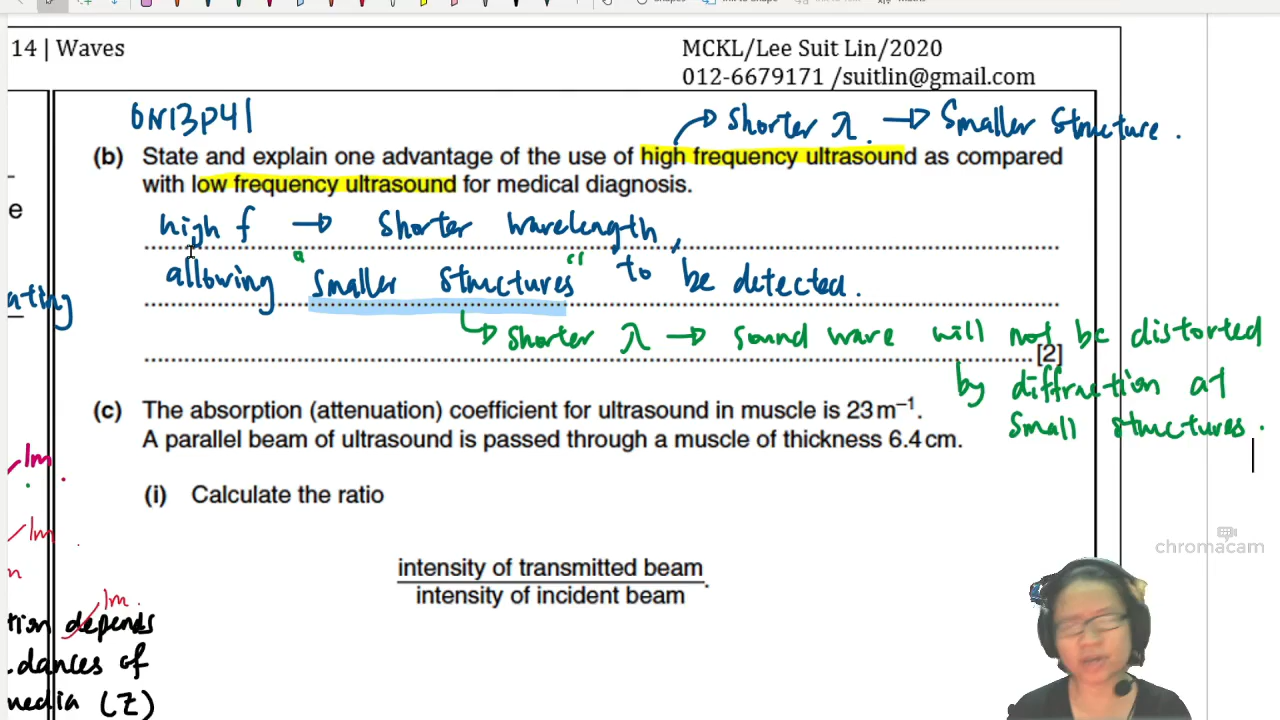 14 | Waves
MCKL/Lee Suit Lin/2020
012-6679171 /suitlin@gmail.com
ON13P41
shorter λ. → Smaller structure.
(b) State and explain one advantage of the use of high frequency ultrasound as compared
with low frequency ultrasound for medical diagnosis.
high f → shorter wavelength,
allowing "smaller structures" to be detected.
↳ shorter λ → sound wave will not be distorted
by diffraction at
small structures.
[2]
(c) The absorption (attenuation) coefficient for ultrasound in muscle is 23 m⁻¹.
A parallel beam of ultrasound is passed through a muscle of thickness 6.4 cm.
(i) Calculate the ratio
intensity of transmitted beam
intensity of incident beam
.
e
ating
1m
1m
1m
tion depends
dances of
media (Z)
chromacam